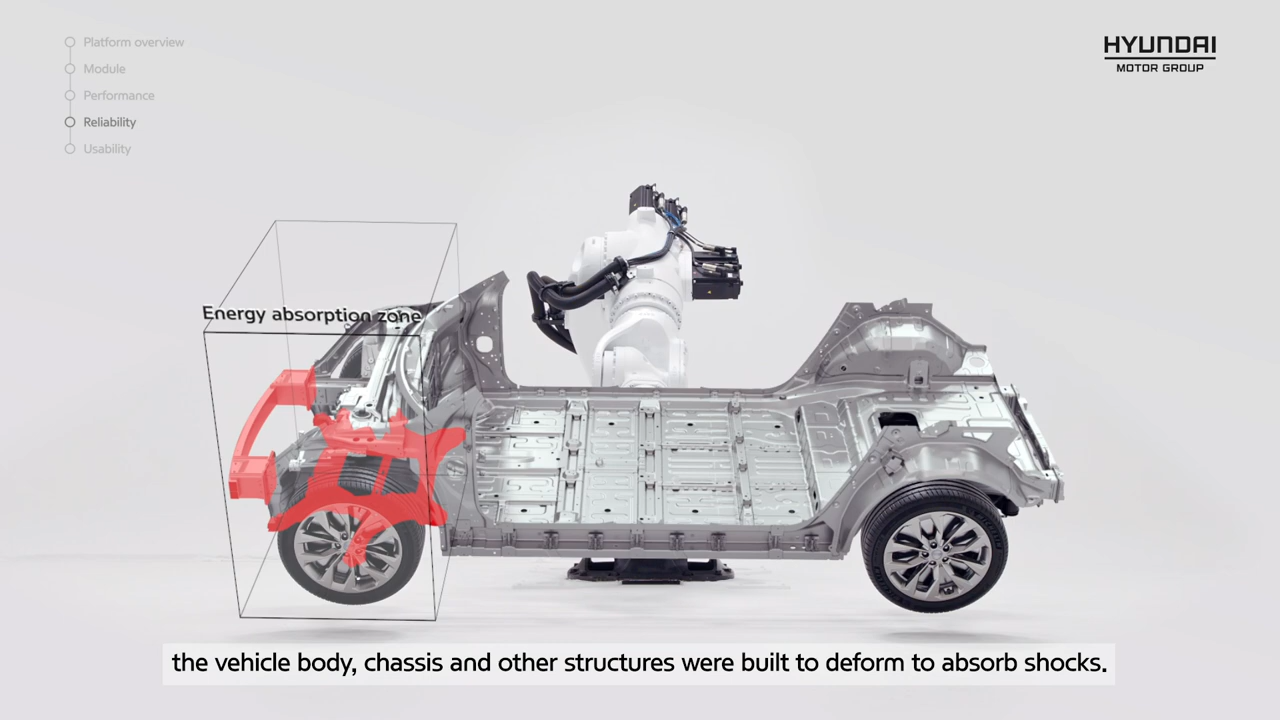 Platform overview
Module
Performance
Reliability
Usability
HYUNDAI
MOTOR GROUP
Energy absorption zone
the vehicle body, chassis and other structures were built to deform to absorb shocks.